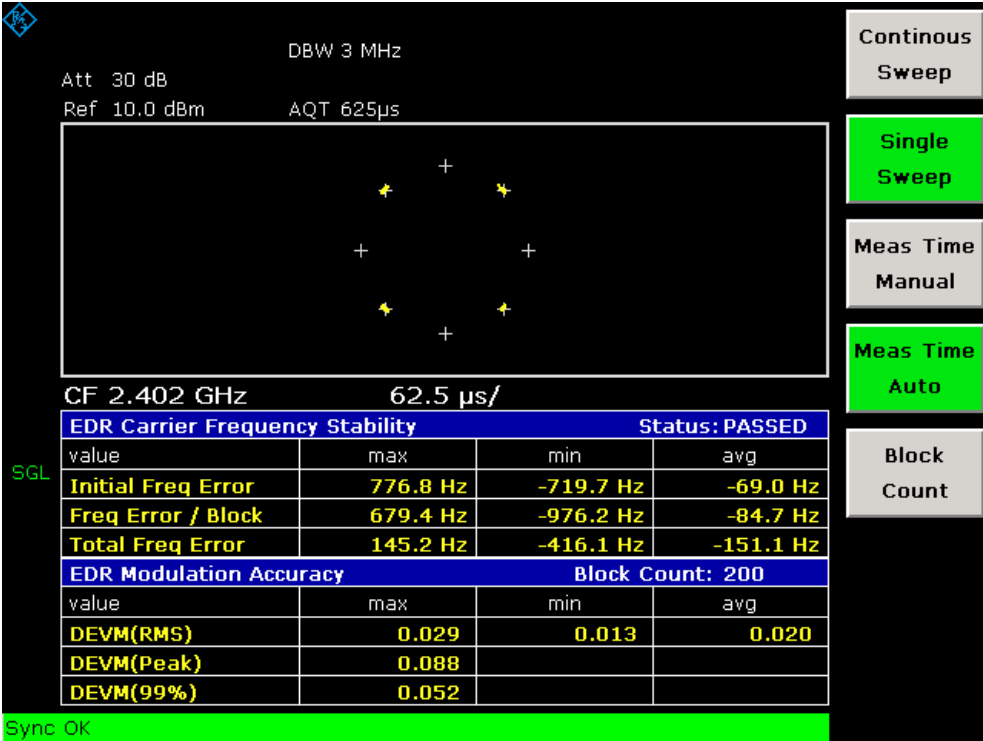 DBW 3 MHz
Att 30 dB
Ref 10.0 dBm AQT 625µs
CF 2.402 GHz 62.5 µs/
EDR Carrier Frequency Stability Status: PASSED
value max min avg
Initial Freq Error 776.8 Hz -719.7 Hz -69.0 Hz
Freq Error / Block 679.4 Hz -976.2 Hz -84.7 Hz
Total Freq Error 145.2 Hz -416.1 Hz -151.1 Hz
EDR Modulation Accuracy Block Count: 200
value max min avg
DEVM(RMS) 0.029 0.013 0.020
DEVM(Peak) 0.088
DEVM(99%) 0.052
SGL
Sync OK
Continous
Sweep
Single
Sweep
Meas Time
Manual
Meas Time
Auto
Block
Count